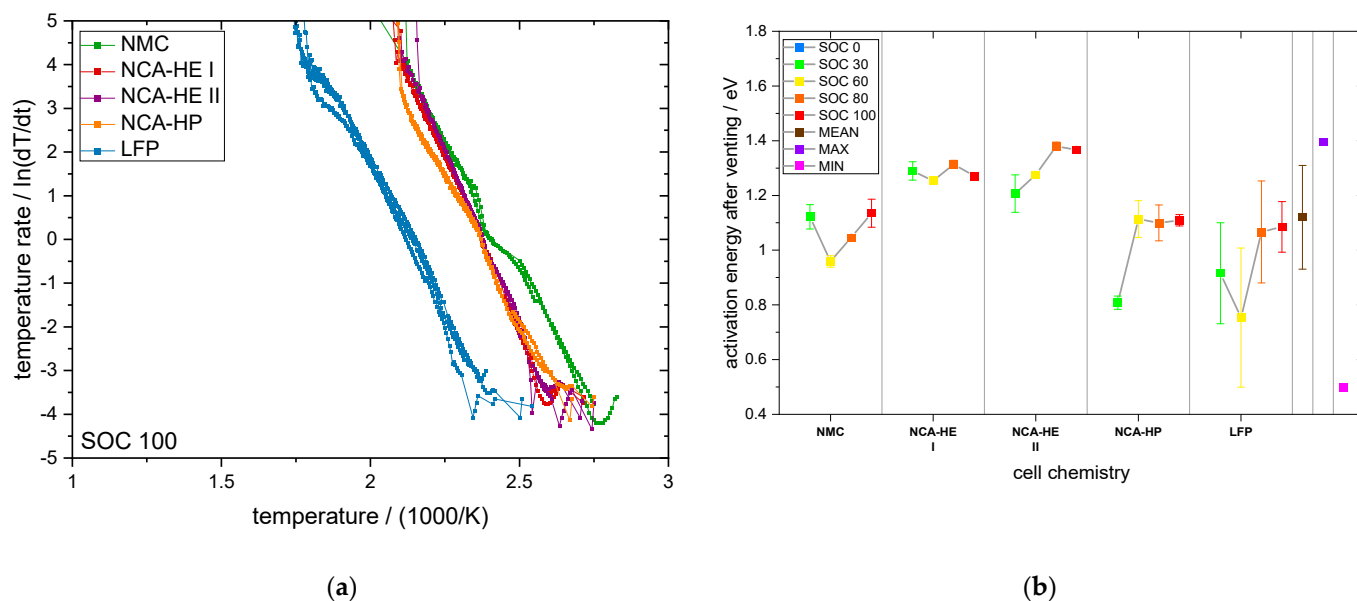 5
4
3
2
1
0
-1
-2
-3
-4
-5
temperature rate / ln(dT/dt)
NMC
NCA-HE I
NCA-HE II
NCA-HP
LFP
SOC 100
1
1.5
2
2.5
3
temperature / (1000/K)
(a)
1.8
1.6
1.4
1.2
1
0.8
0.6
0.4
activation energy after venting / eV
SOC 0
SOC 30
SOC 60
SOC 80
SOC 100
MEAN
MAX
MIN
NMC
NCA-HE
I
NCA-HE
II
NCA-HP
LFP
cell chemistry
(b)